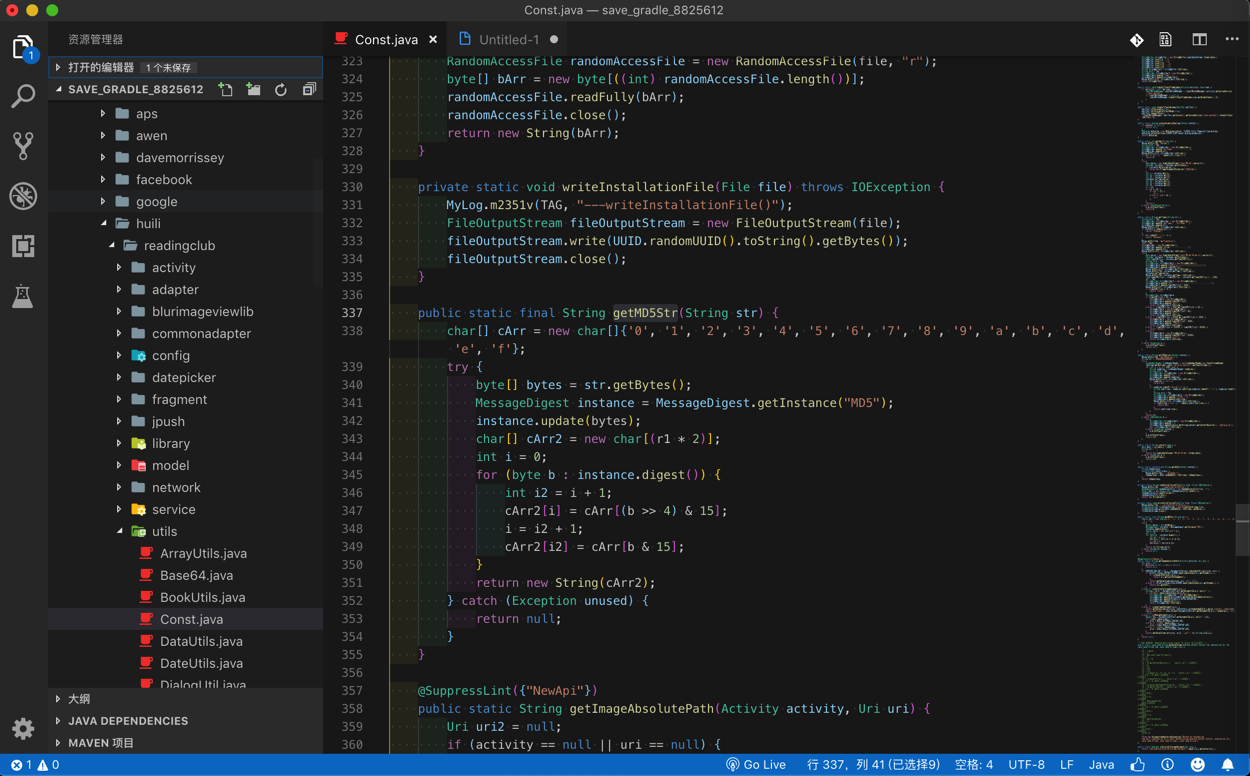 Const.java — save_gradle_8825612
资源管理器
打开的编辑器 1 个未保存
SAVE_GRADLE_8825612
aps
awen
davemorrissey
facebook
google
huili
readingclub
activity
adapter
blurimageviewlib
commonadapter
config
datepicker
fragment
jpush
library
model
network
service
utils
ArrayUtils.java
Base64.java
BookUtils.java
Const.java
DataUtils.java
DateUtils.java
DialogUtil.java
大纲
JAVA DEPENDENCIES
MAVEN 项目
1
Const.java
Untitled-1
323 RandomAccessFile randomAccessFile = new RandomAccessFile(file, "r");
324 byte[] bArr = new byte[((int) randomAccessFile.length())];
325 randomAccessFile.readFully(bArr);
326 randomAccessFile.close();
327 return new String(bArr);
328 }
329
330 private static void writeInstallationFile(File file) throws IOException {
331 MyLog.m2351v(TAG, "---writeInstallationFile()");
332 FileOutputStream fileOutputStream = new FileOutputStream(file);
333 fileOutputStream.write(UUID.randomUUID().toString().getBytes());
334 fileOutputStream.close();
335 }
336
337 public static final String getMD5Str(String str) {
338 char[] cArr = new char[]{'0', '1', '2', '3', '4', '5', '6', '7', '8', '9', 'a', 'b', 'c', 'd',
'e', 'f'};
339 try {
340 byte[] bytes = str.getBytes();
341 MessageDigest instance = MessageDigest.getInstance("MD5");
342 instance.update(bytes);
343 char[] cArr2 = new char[(r1 * 2)];
344 int i = 0;
345 for (byte b : instance.digest()) {
346 int i2 = i + 1;
347 cArr2[i] = cArr[(b >> 4) & 15];
348 i = i2 + 1;
349 cArr2[i2] = cArr[b & 15];
350 }
351 return new String(cArr2);
352 } catch (Exception unused) {
353 return null;
354 }
355 }
356
357 @SuppressLint({"NewApi"})
358 public static String getImageAbsolutePath(Activity activity, Uri uri) {
359 Uri uri2 = null;
360 if (activity == null || uri == null) {
1 0
Go Live 行 337，列 41 (已选择9) 空格: 4 UTF-8 LF Java